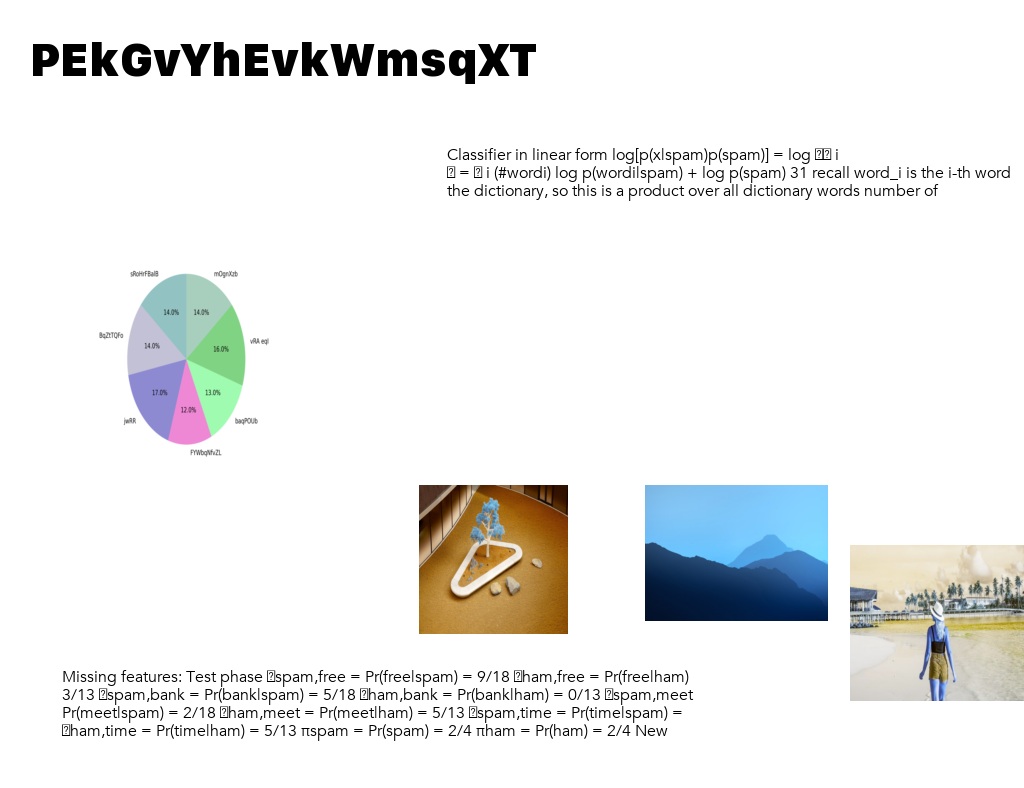 PEkGvYhEvkWmsqXT
Classifier in linear form log[p(x|spam)p(spam)] = log �� i
� = � i (#wordi) log p(wordi|spam) + log p(spam) 31 recall word_i is the i-th word
the dictionary, so this is a product over all dictionary words number of
sRoHrFBalB
mOgnXzb
14.0%
14.0%
BqZtTQFo
vRA eql
14.0%
16.0%
17.0%
13.0%
12.0%
jwRR
baqPOUb
FYWbqNfvZL
Missing features: Test phase �spam,free = Pr(free|spam) = 9/18 �ham,free = Pr(free|ham)
3/13 �spam,bank = Pr(bank|spam) = 5/18 �ham,bank = Pr(bank|ham) = 0/13 �spam,meet
Pr(meet|spam) = 2/18 �ham,meet = Pr(meet|ham) = 5/13 �spam,time = Pr(time|spam) =
�ham,time = Pr(time|ham) = 5/13 πspam = Pr(spam) = 2/4 πham = Pr(ham) = 2/4 New